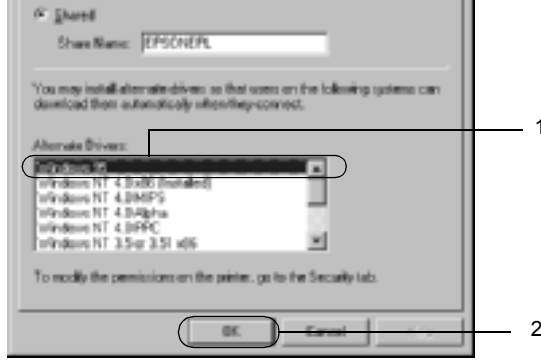 Shared
Share Name: EPSONEPL
You may install alternate drivers so that users on the following systems can
download them automatically when they connect.
Alternate Drivers:
1
Windows 95
Windows NT 4.0 x86 (Installed)
Windows NT 4.0 MIPS
Windows NT 4.0 Alpha
Windows NT 4.0 PPC
Windows NT 3.5 or 3.51 x86
To modify the permissions on the printer, go to the Security tab.
OK
Cancel
2